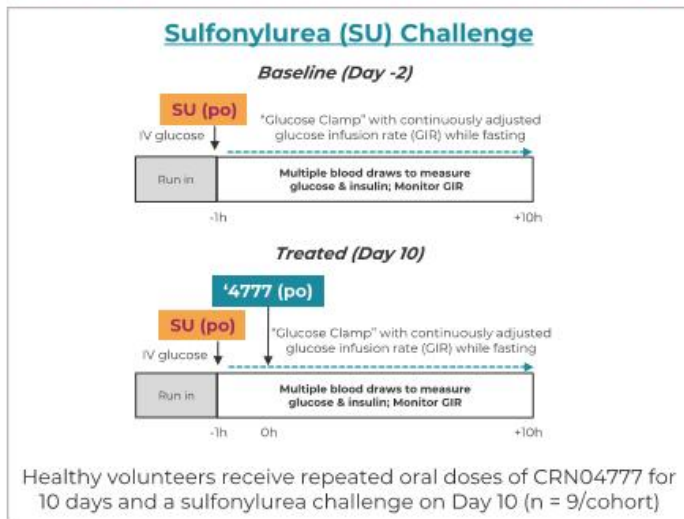 Sulfonylurea (SU) Challenge
Baseline (Day -2)
SU (po)
"Glucose Clamp" with continuously adjusted
glucose infusion rate (GIR) while fasting
IV glucose
Run in
Multiple blood draws to measure
glucose & insulin; Monitor GIR
-1h
+10h
Treated (Day 10)
'4777 (po)
SU (po)
"Glucose Clamp" with continuously adjusted
glucose infusion rate (GIR) while fasting
IV glucose
Run in
Multiple blood draws to measure
glucose & insulin; Monitor GIR
-1h
0h
+10h
Healthy volunteers receive repeated oral doses of CRN04777 for
10 days and a sulfonylurea challenge on Day 10 (n = 9/cohort)